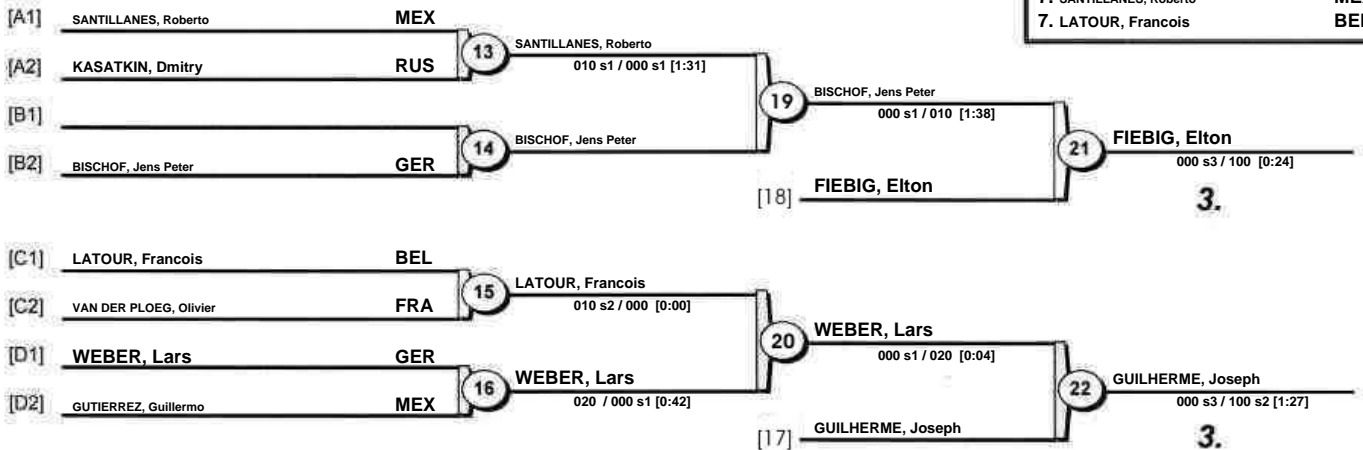 7. SANTILLANES, Roberto
7. LATOUR, Francois BEL
[A1] SANTILLANES, Roberto MEX
13
SANTILLANES, Roberto
010 s1 / 000 s1 [1:31]
[A2] KASATKIN, Dmitry RUS
19
BISCHOF, Jens Peter
000 s1 / 010 [1:38]
[B1]
14
BISCHOF, Jens Peter
[B2] BISCHOF, Jens Peter GER
21
FIEBIG, Elton
000 s3 / 100 [0:24]
[18] FIEBIG, Elton
3.
[C1] LATOUR, Francois BEL
15
LATOUR, Francois
010 s2 / 000 [0:00]
[C2] VAN DER PLOEG, Olivier FRA
20
WEBER, Lars
000 s1 / 020 [0:04]
[D1] WEBER, Lars GER
16
WEBER, Lars
020 / 000 s1 [0:42]
[D2] GUTIERREZ, Guillermo MEX
22
GUILHERME, Joseph
000 s3 / 100 s2 [1:27]
[17] GUILHERME, Joseph
3.